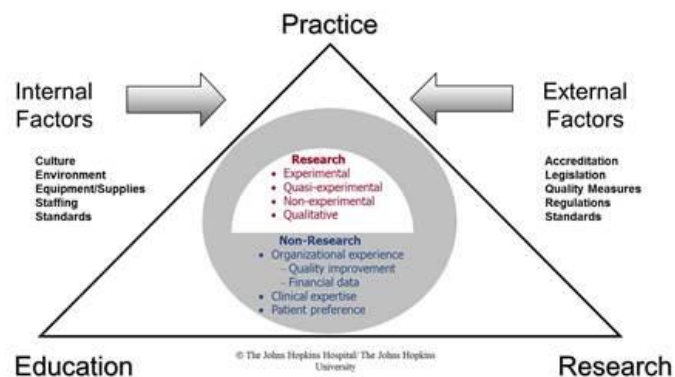 Practice
Internal
Factors
External
Factors
Culture
Environment
Equipment/Supplies
Staffing
Standards
Research
• Experimental
• Quasi-experimental
• Non-experimental
• Qualitative
Non-Research
• Organizational experience
– Quality improvement
– Financial data
• Clinical expertise
• Patient preference
Accreditation
Legislation
Quality Measures
Regulations
Standards
Education
© The Johns Hopkins Hospital/ The Johns Hopkins
University
Research